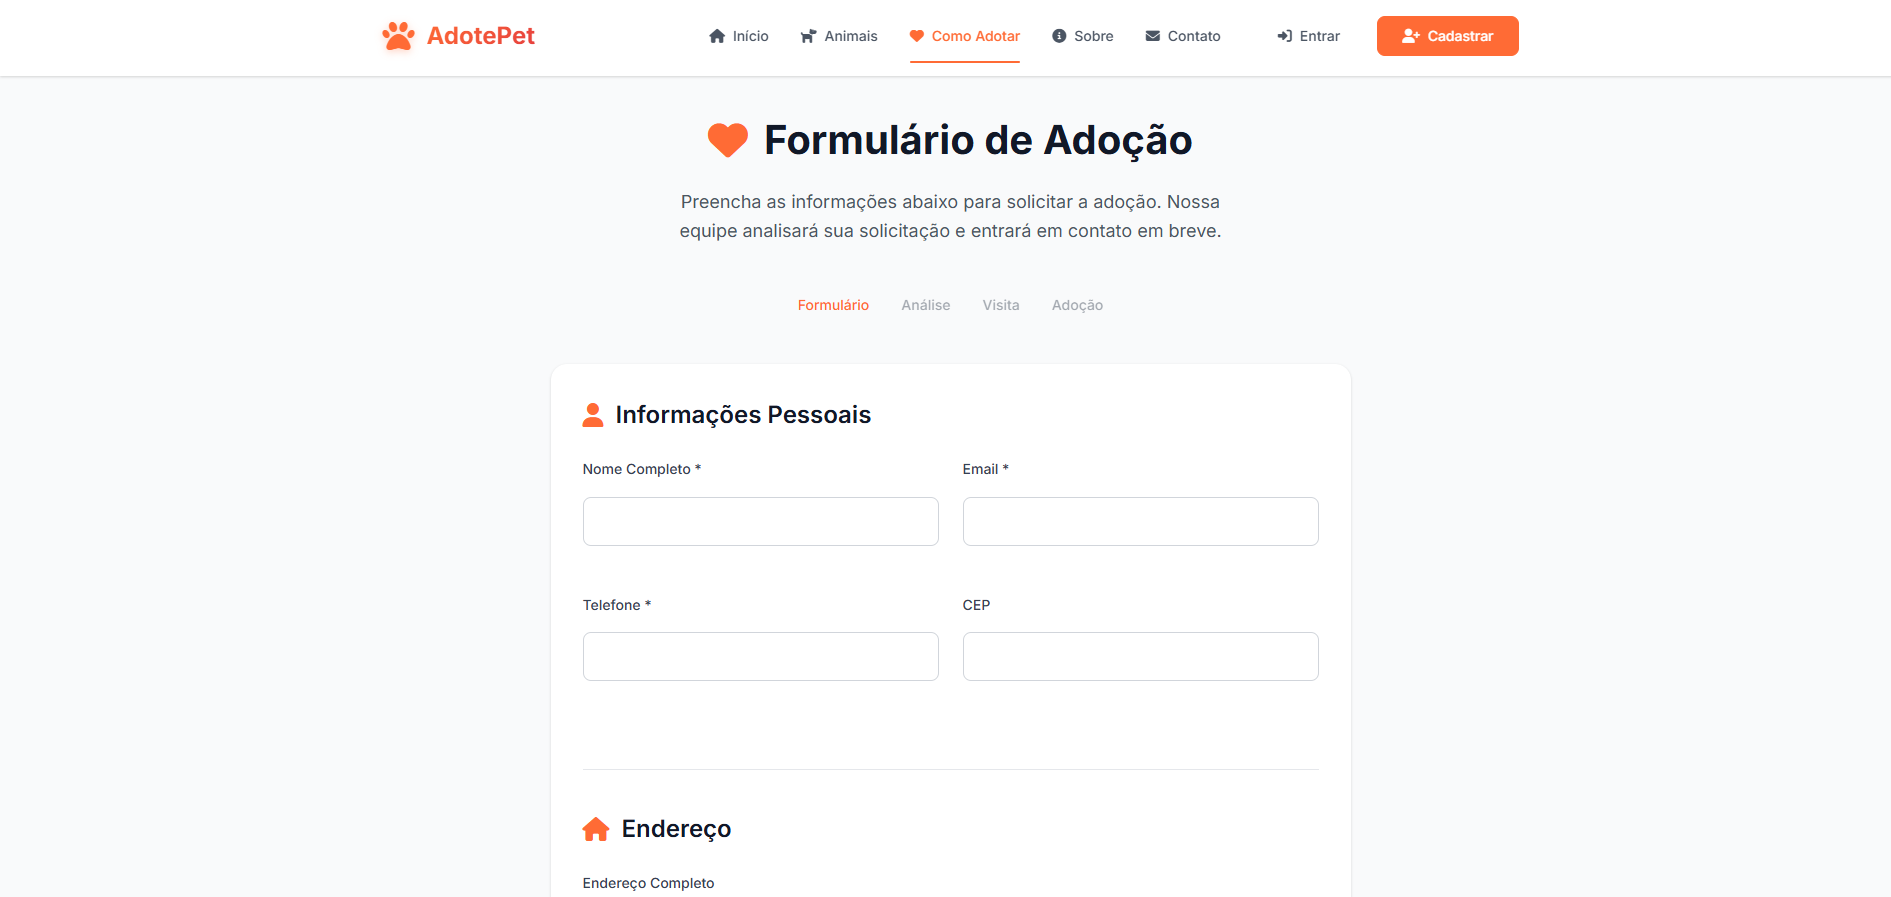 AdotePet
Início
Animais
Como Adotar
Sobre
Contato
Entrar
Cadastrar
Formulário de Adoção
Preencha as informações abaixo para solicitar a adoção. Nossa
equipe analisará sua solicitação e entrará em contato em breve.
Formulário
Análise
Visita
Adoção
Informações Pessoais
Nome Completo *
Email *
Telefone *
CEP
Endereço
Endereço Completo